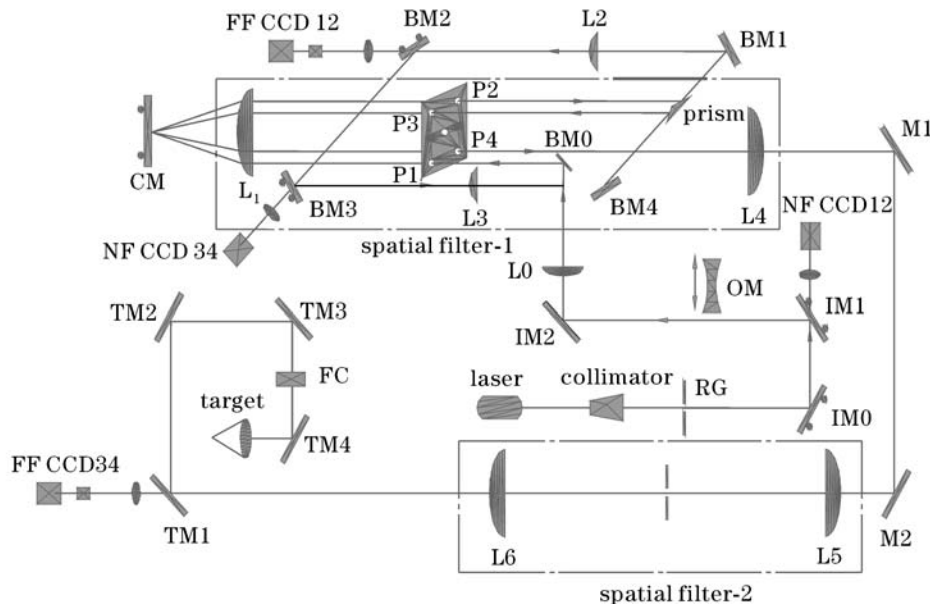 FF CCD 12
BM2
L2
BM1
P2
prism
P3
M1
P4
BM0
CM
P1
L1
BM3
L3
BM4
L4
NF CCD12
NF CCD 34
spatial filter-1
L0
OM
IM1
TM2
TM3
IM2
FC
laser
collimator
RG
target
IM0
TM4
FF CCD34
TM1
L6
L5
M2
spatial filter-2